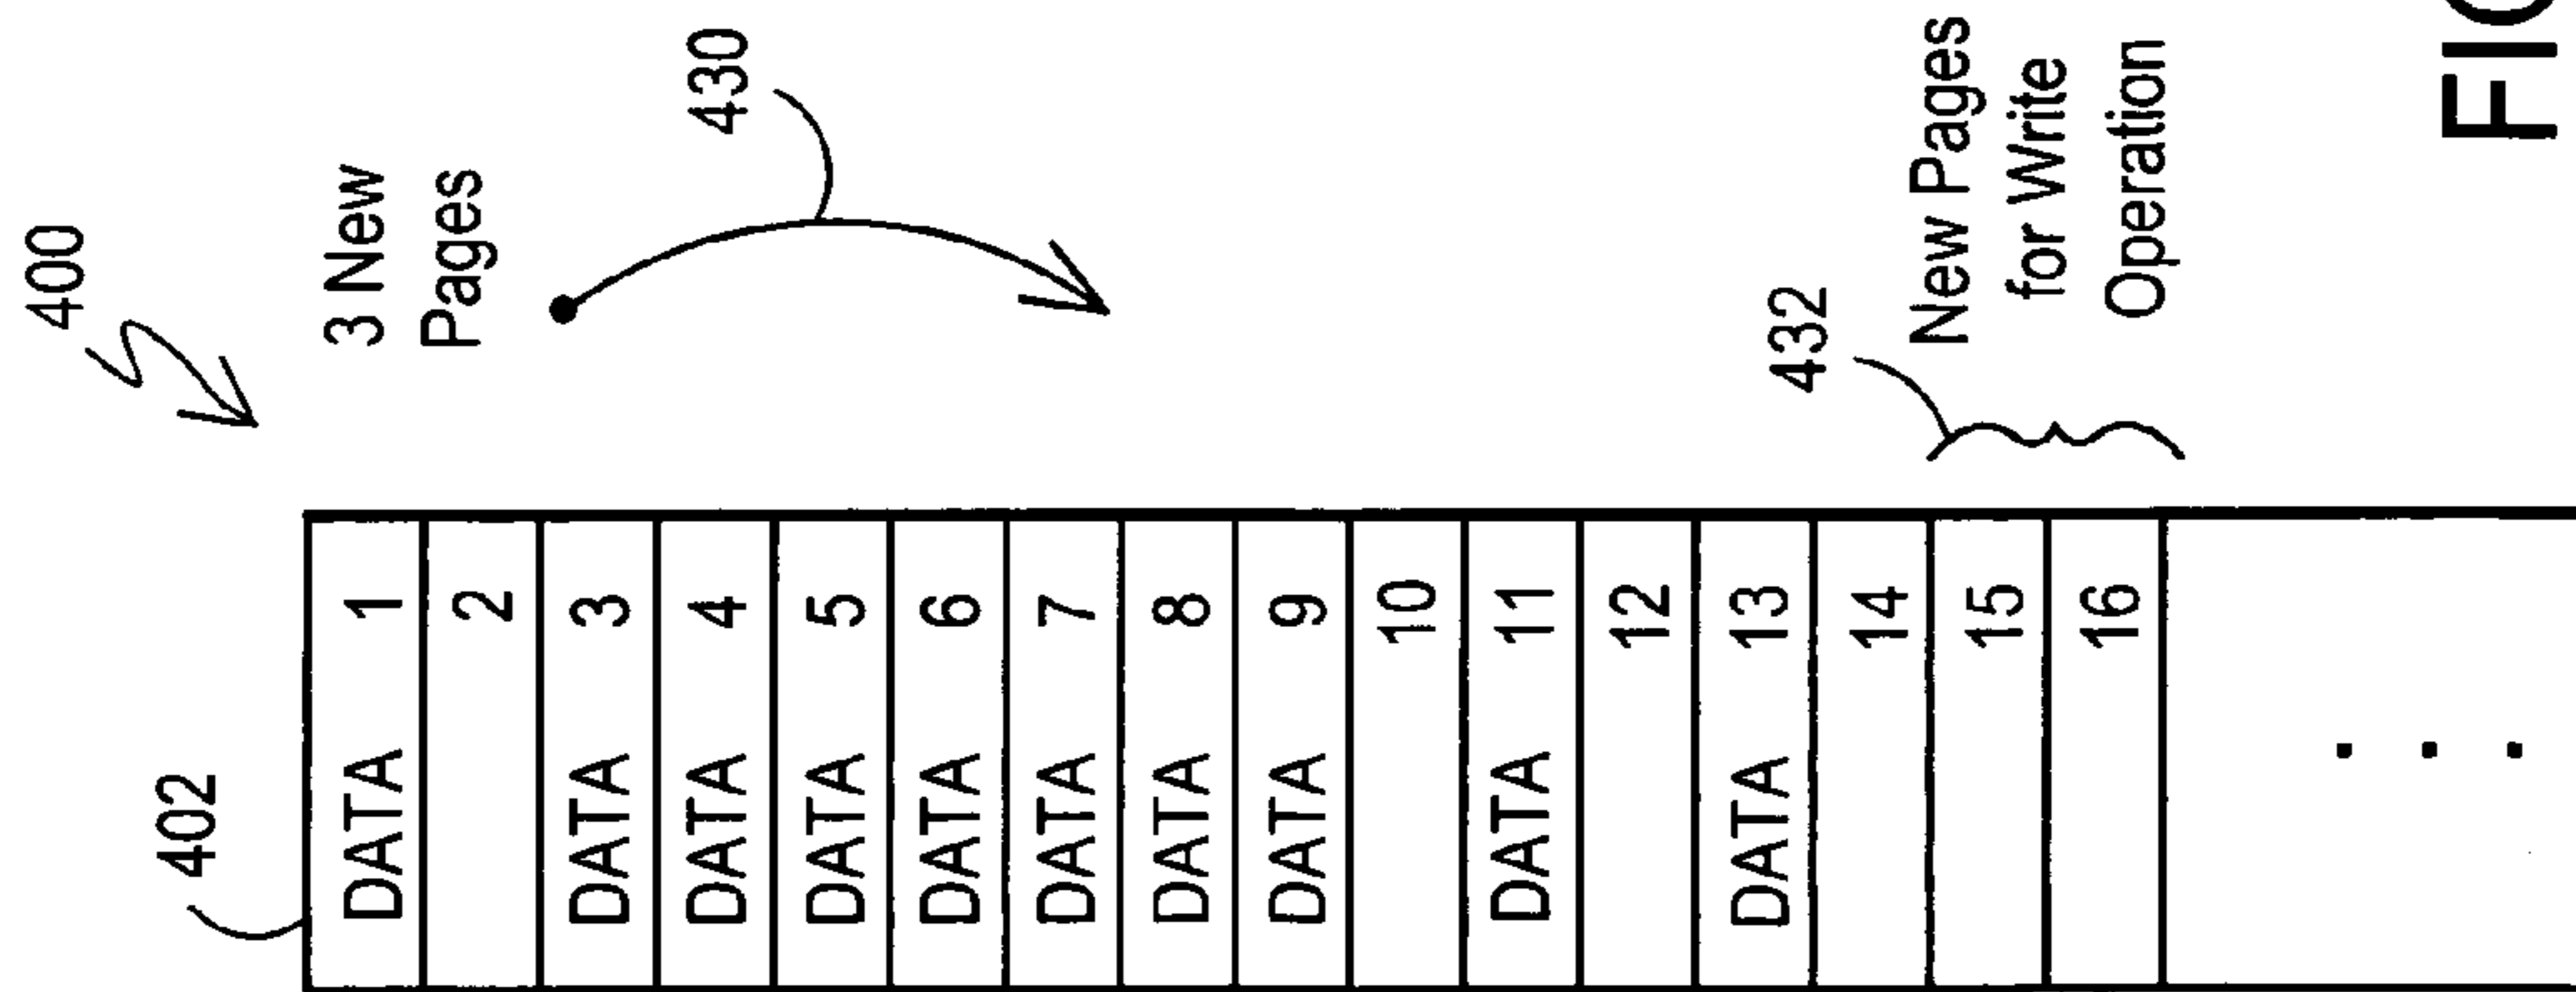 400
402
3 New
Pages
430
DATA 1
2
DATA 3
DATA 4
DATA 5
DATA 6
DATA 7
DATA 8
DATA 9
10
DATA 11
12
DATA 13
14
15
16
432
New Pages
for Write
Operation